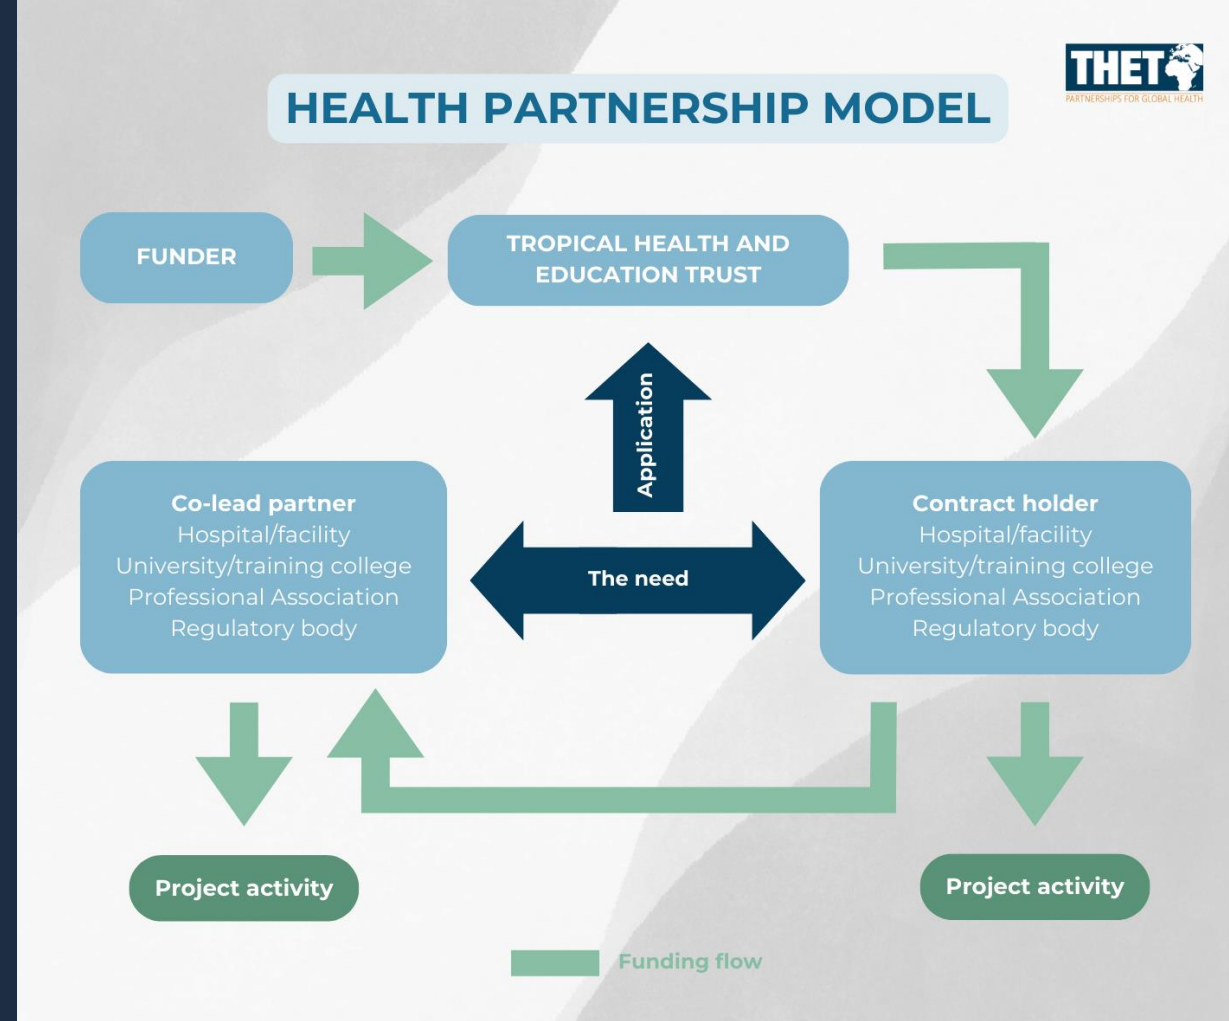 THET
PARTNERSHIPS FOR GLOBAL HEALTH
HEALTH PARTNERSHIP MODEL
FUNDER
TROPICAL HEALTH AND
EDUCATION TRUST
Application
Co-lead partner
Hospital/facility
University/training college
Professional Association
Regulatory body
The need
Contract holder
Hospital/facility
University/training college
Professional Association
Regulatory body
Project activity
Project activity
Funding flow